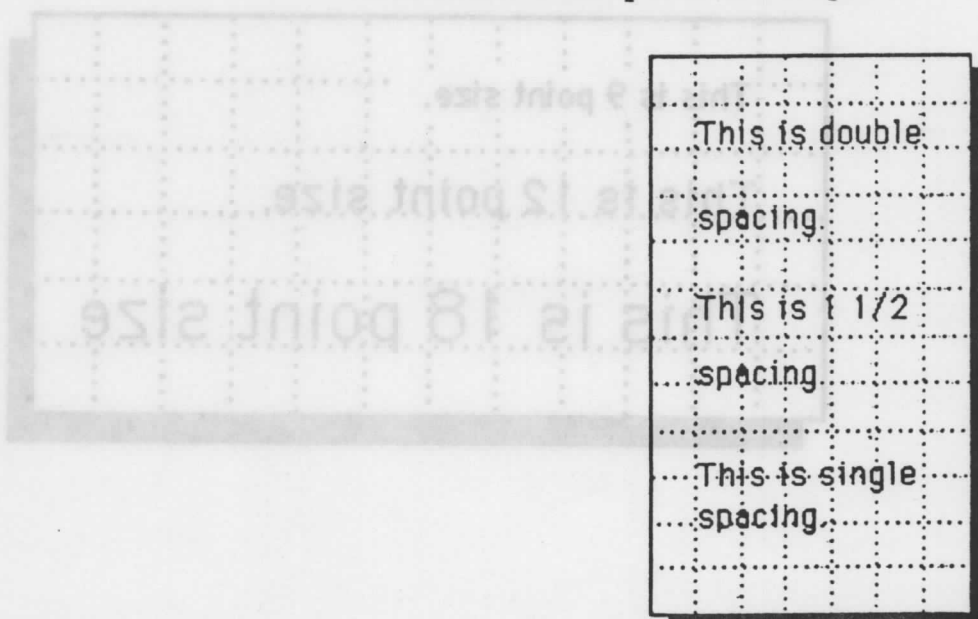 This is 9 point size.
This is 12 point size
This is 18 point size
This is double
spacing.
This is 1 1/2
spacing.
This is single
spacing.